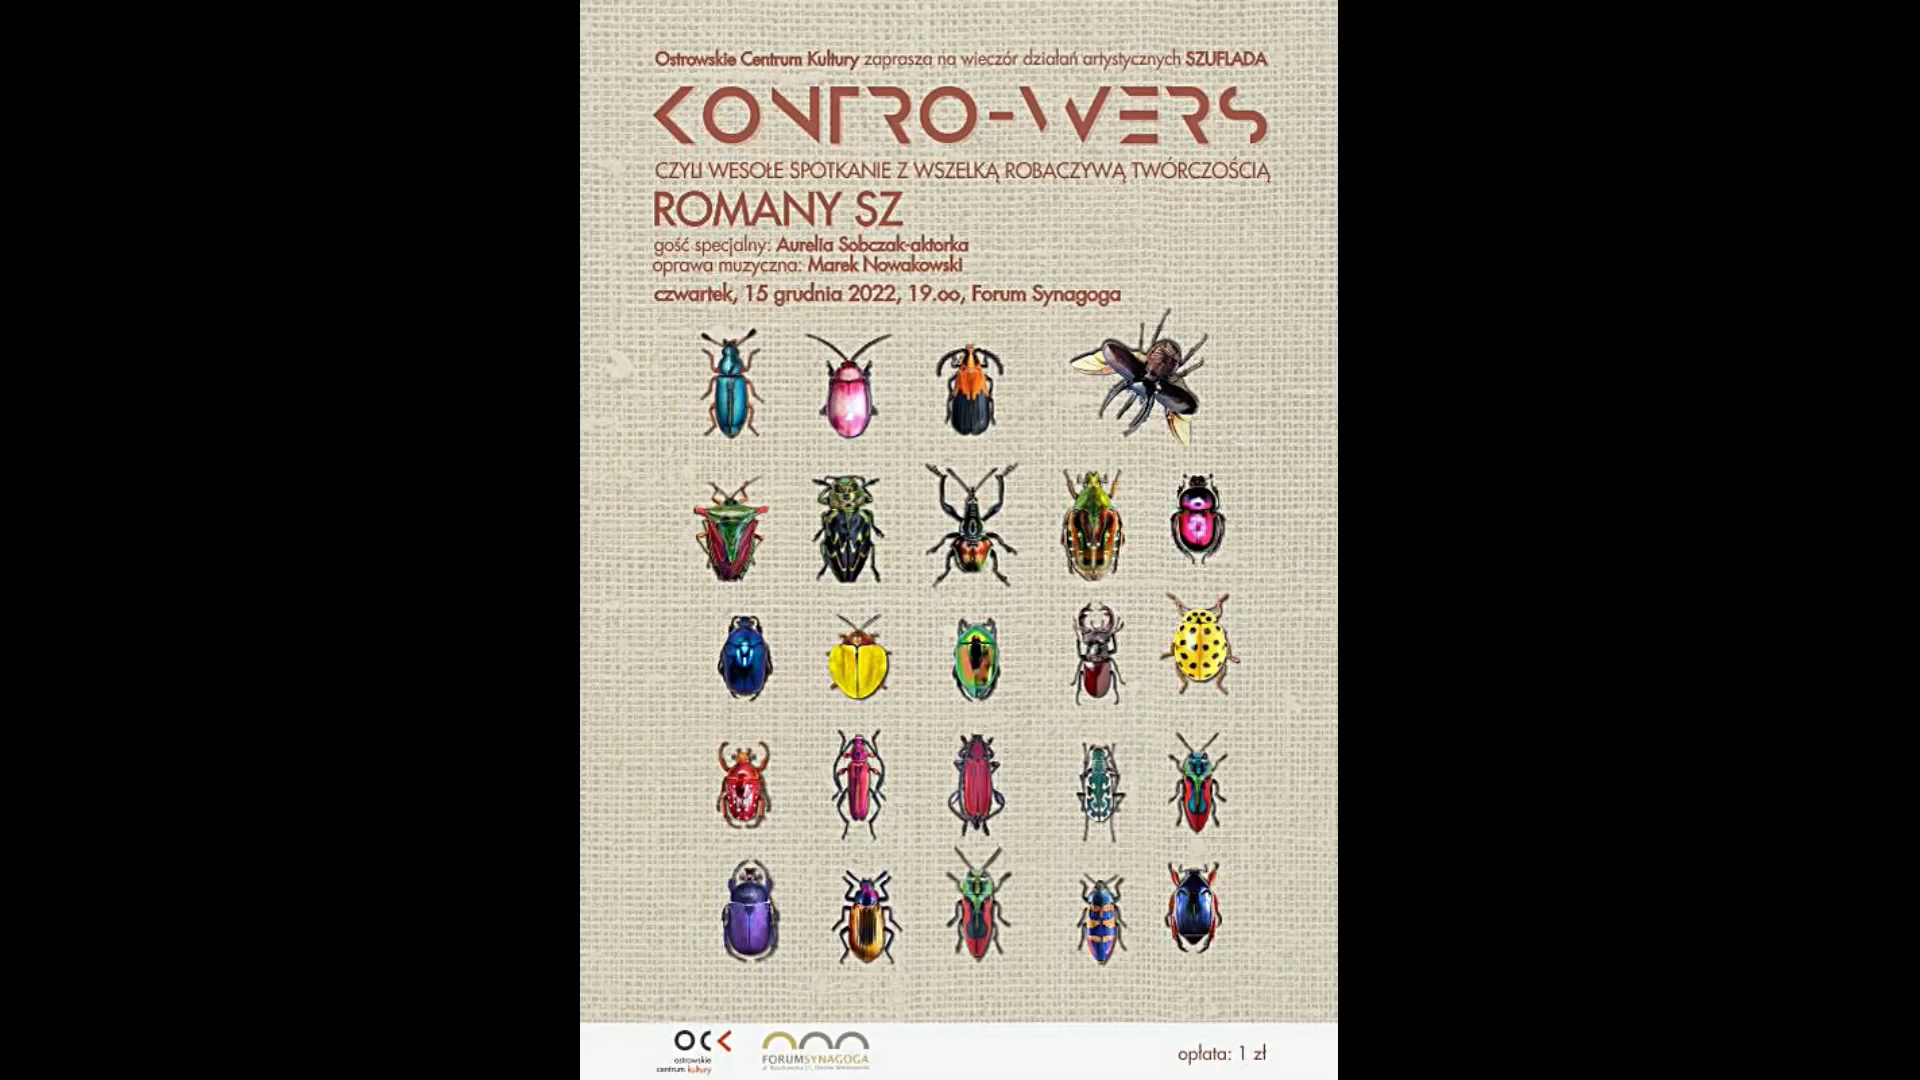 Ostrowskie Centrum Kultury zaprasza na wieczór działań artystycznych SZUFLADA
KONTRO-WERS
CZYLI WESOŁE SPOTKANIE Z WSZELKĄ ROBACZYWĄ TWÓRCZOŚCIĄ
ROMANY SZ
gość specjalny: Aurelia Sobczak-aktorka
oprawa muzyczna: Marek Nowakowski
czwartek, 15 grudnia 2022, 19.00, Forum Synagoga
OCK
ostrowskie
centrum kultury
FORUMSYNAGOGA
opłata: 1 zł